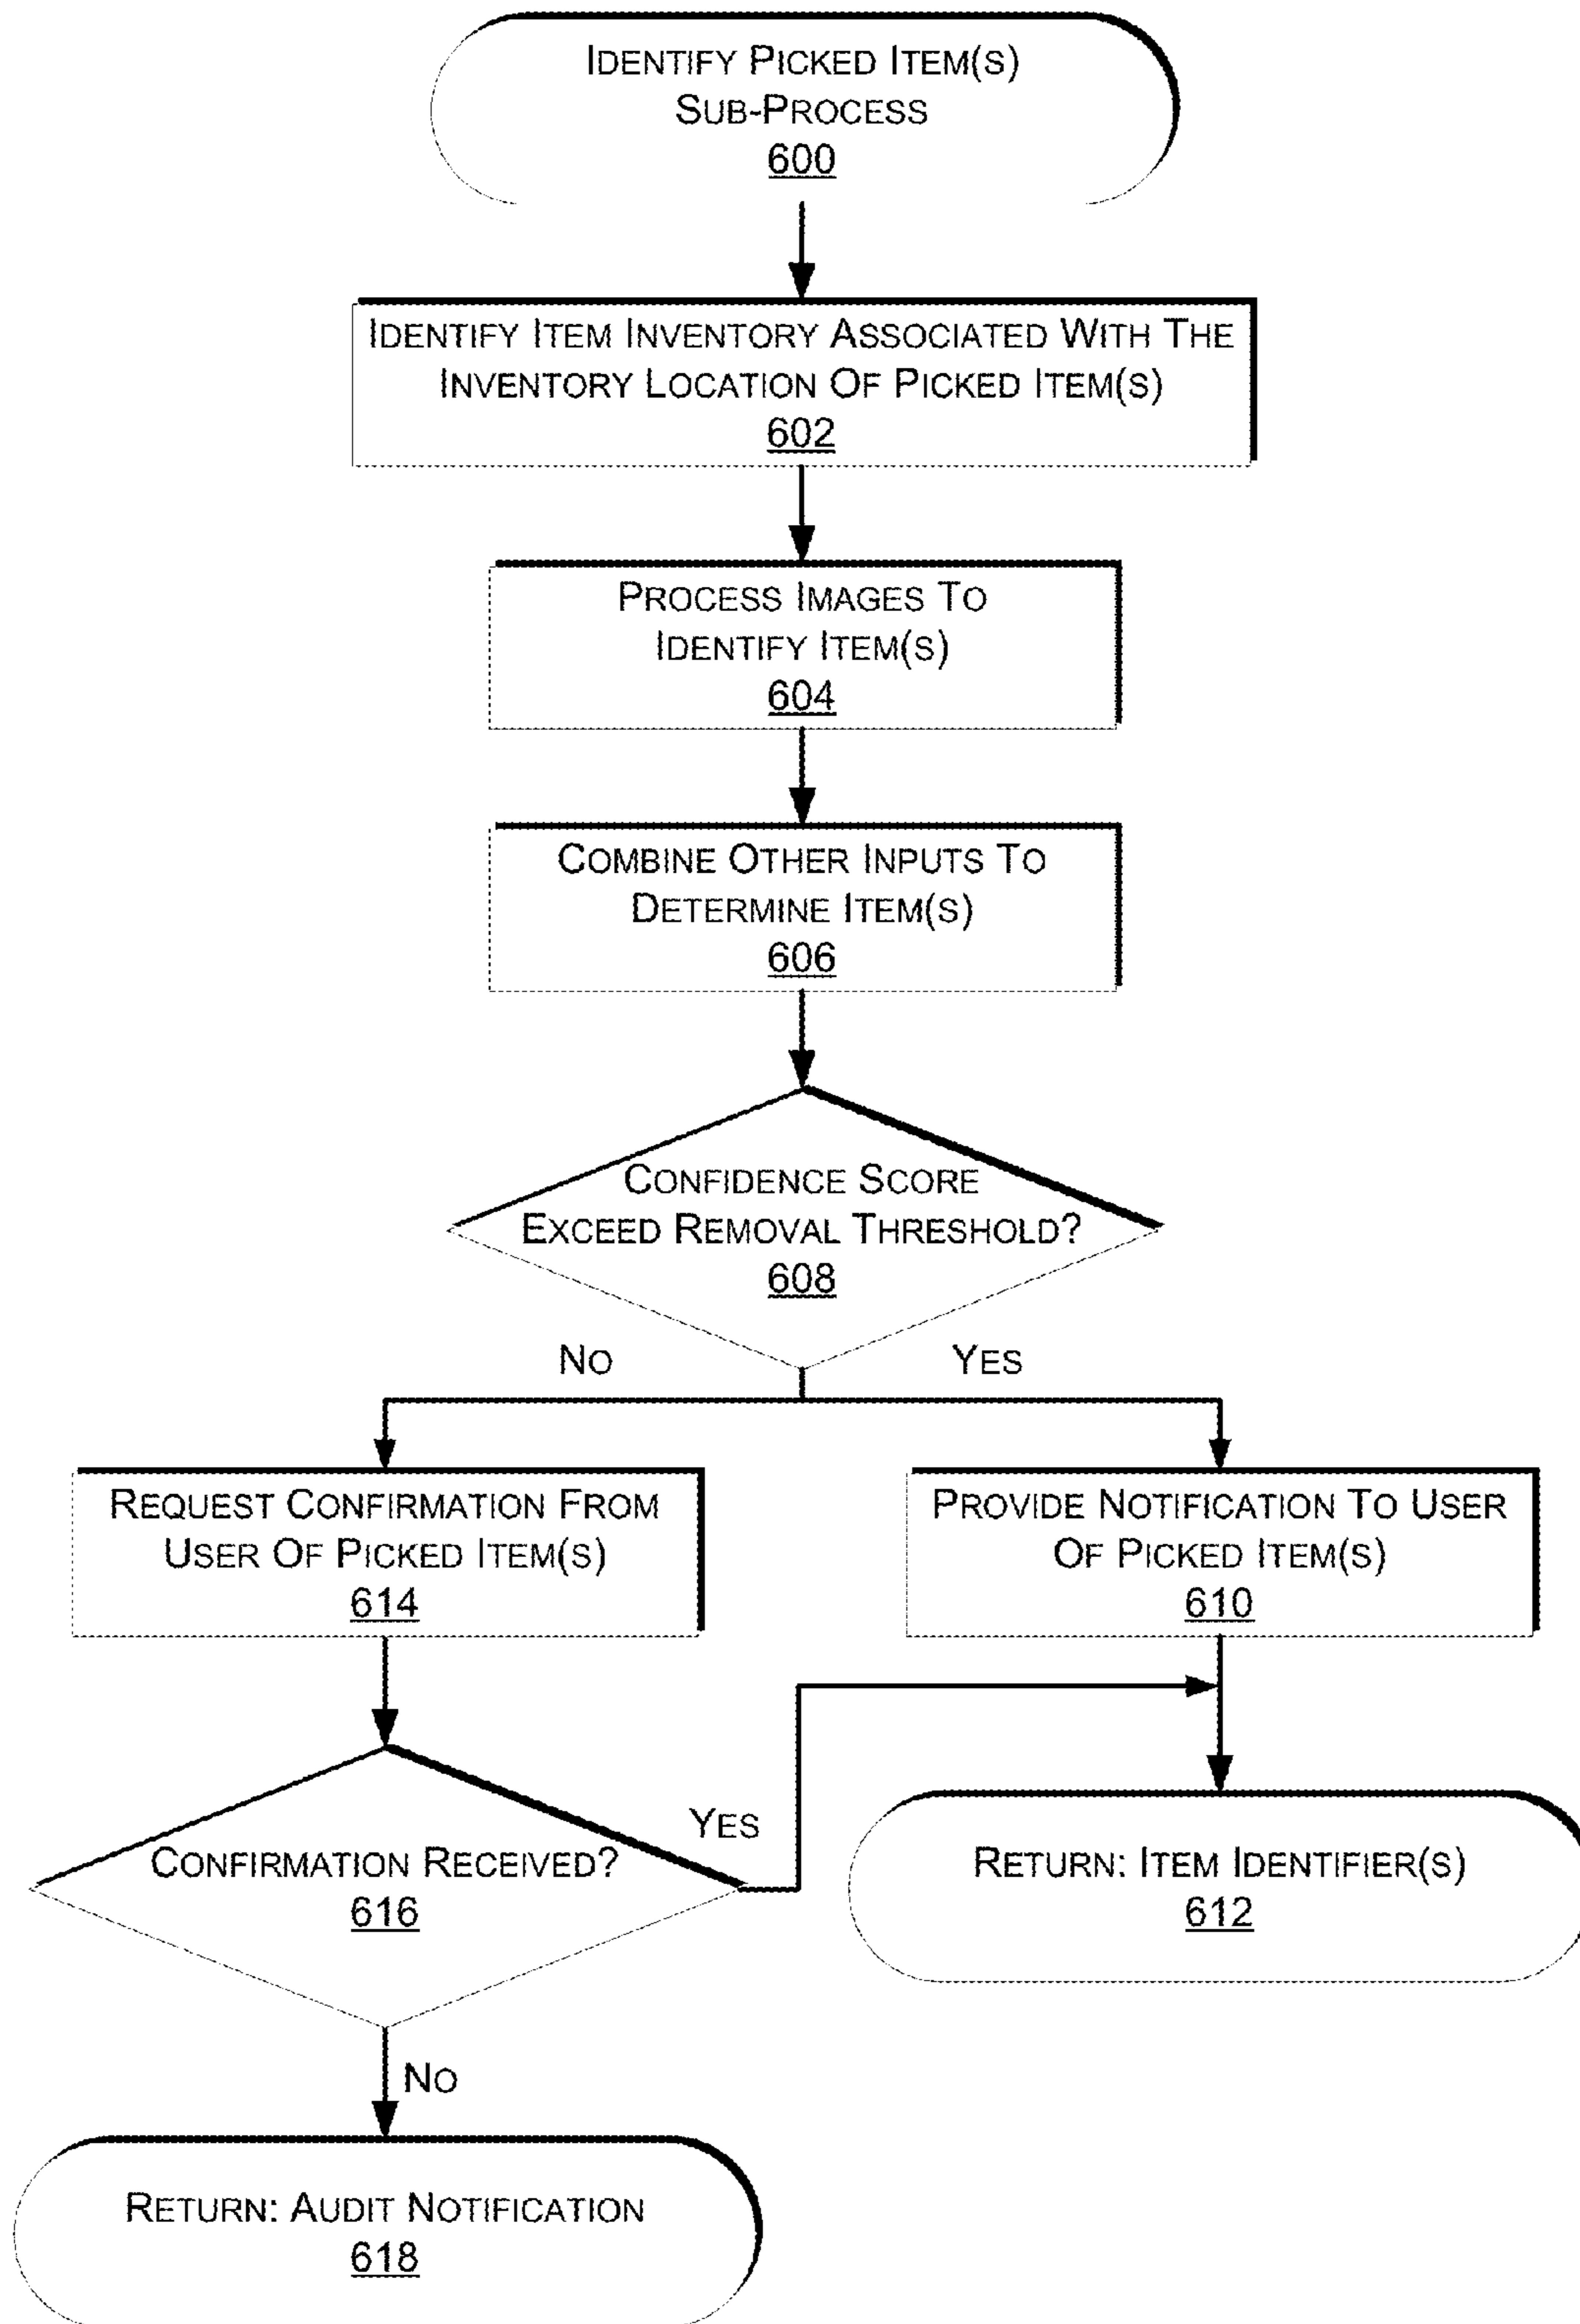 IDENTIFY PICKED ITEM(S)
SUB-PROCESS
600
IDENTIFY ITEM INVENTORY ASSOCIATED WITH THE
INVENTORY LOCATION OF PICKED ITEM(S)
602
PROCESS IMAGES TO
IDENTIFY ITEM(S)
604
COMBINE OTHER INPUTS TO
DETERMINE ITEM(S)
606
CONFIDENCE SCORE
EXCEED REMOVAL THRESHOLD?
608
NO
YES
REQUEST CONFIRMATION FROM
USER OF PICKED ITEM(S)
614
PROVIDE NOTIFICATION TO USER
OF PICKED ITEM(S)
610
YES
CONFIRMATION RECEIVED?
616
RETURN: ITEM IDENTIFIER(S)
612
NO
RETURN: AUDIT NOTIFICATION
618